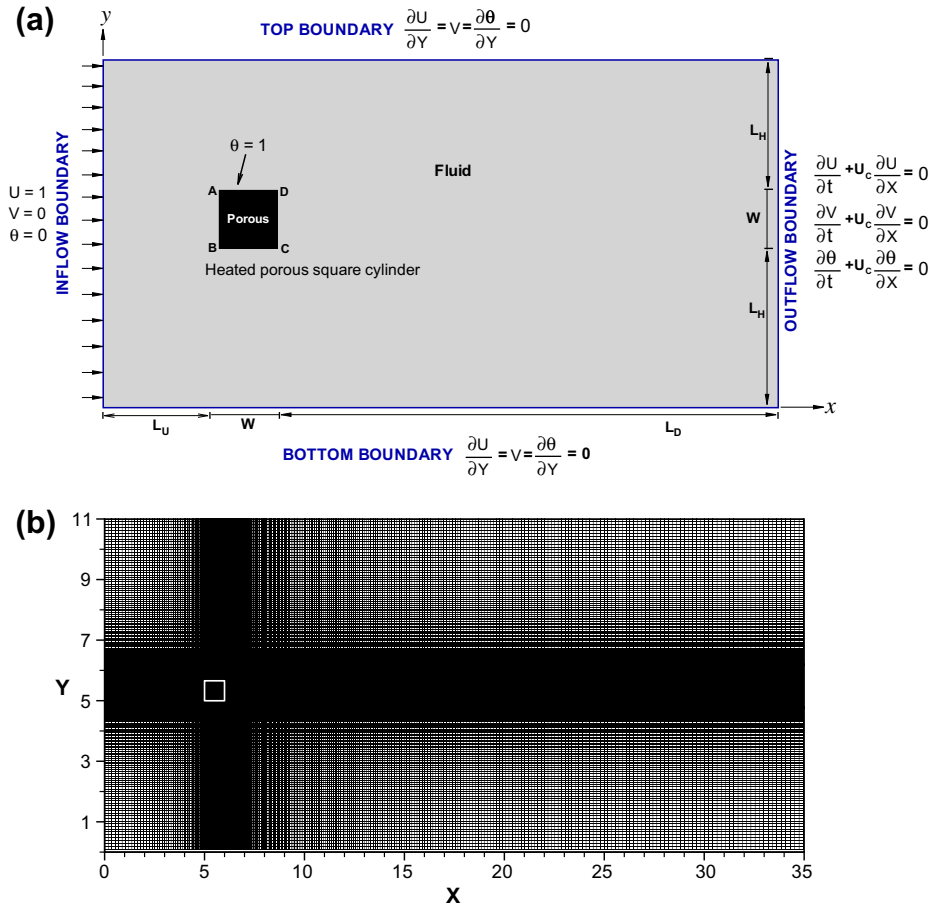 (a)
y
TOP BOUNDARY ∂U/∂Y = V = ∂θ/∂Y = 0
INFLOW BOUNDARY
U = 1
V = 0
θ = 0
θ = 1
A
D
Porous
B
C
Heated porous square cylinder
Fluid
L_H
W
L_H
OUTFLOW BOUNDARY
∂U/∂t + U_c ∂U/∂X = 0
∂V/∂t + U_c ∂V/∂X = 0
∂θ/∂t + U_c ∂θ/∂X = 0
x
L_U
W
L_D
BOTTOM BOUNDARY ∂U/∂Y = V = ∂θ/∂Y = 0
(b)
11
9
7
Y
5
3
1
0 5 10 15 20 25 30 35
X